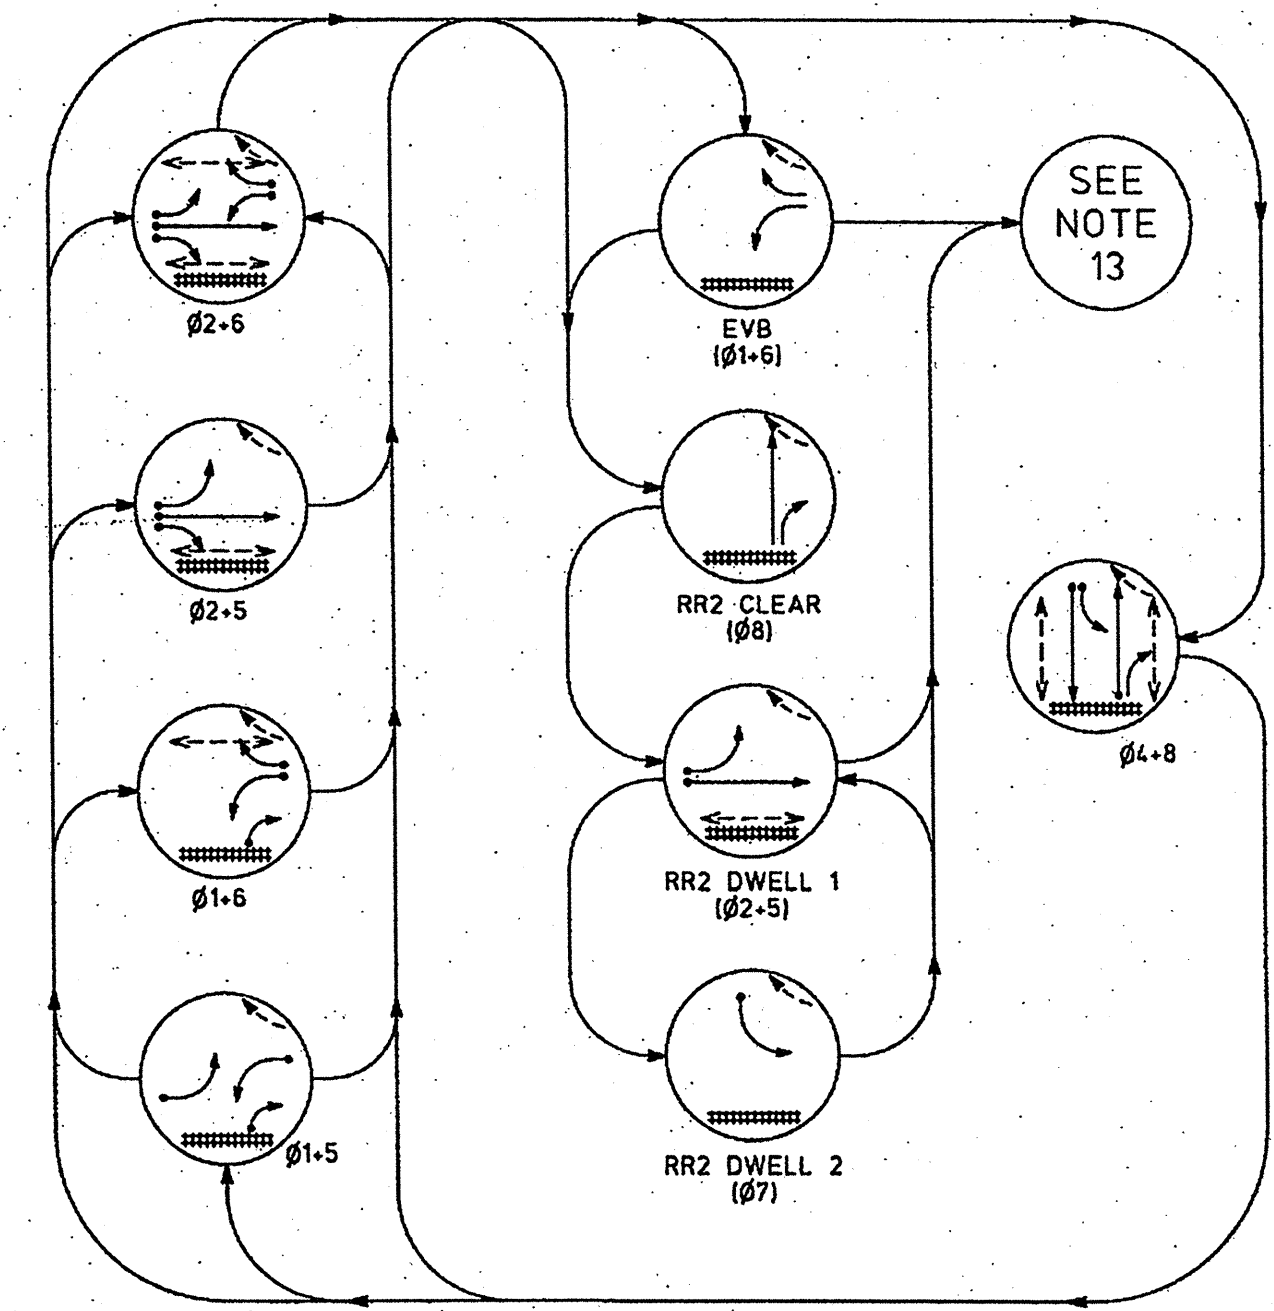 SEE
NOTE
13
Ø2+6
EVB
(Ø1+6)
Ø2+5
RR2 CLEAR
(Ø8)
Ø4+8
Ø1+6
RR2 DWELL 1
(Ø2+5)
Ø1+5
RR2 DWELL 2
(Ø7)